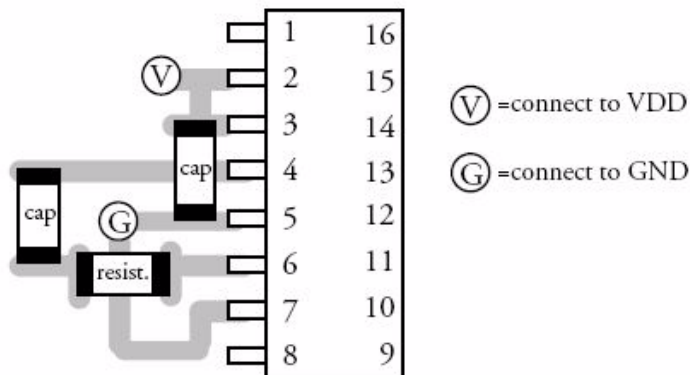 1 16
V 2 15
3 14
cap 4 13
cap G 5 12
resist. 6 11
7 10
8 9
V =connect to VDD
G =connect to GND